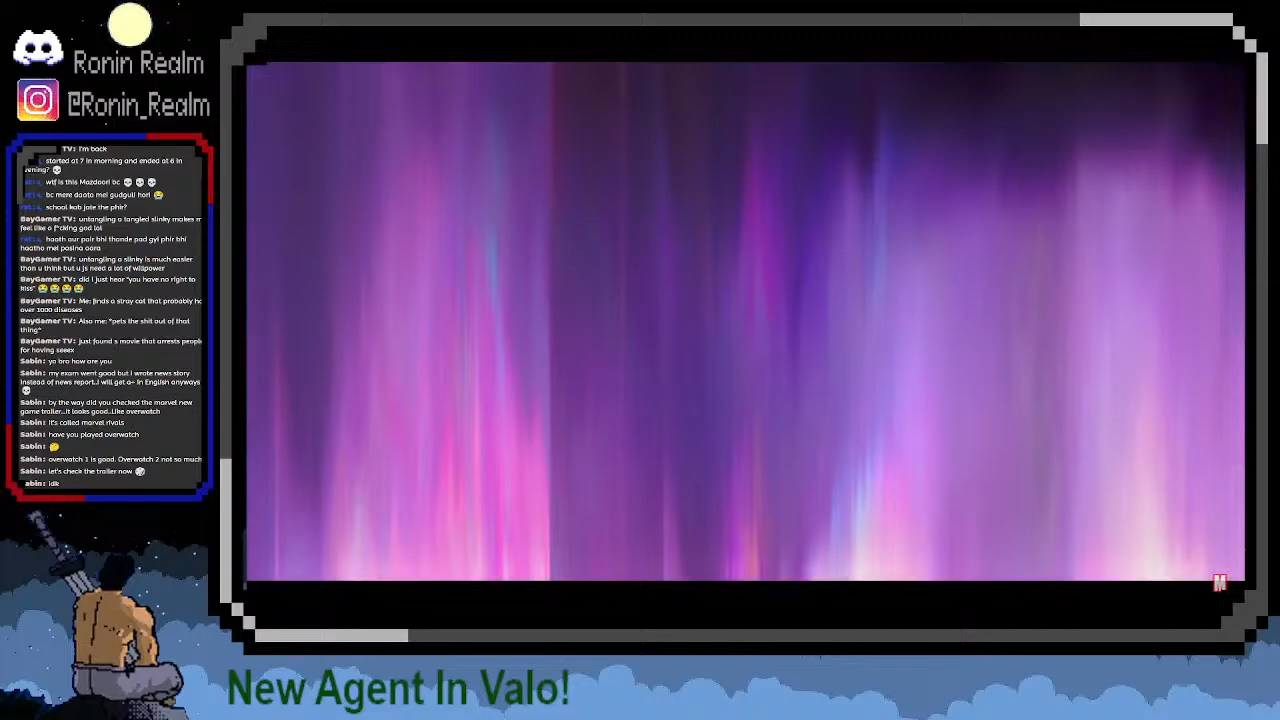 Ronin Realm
@Ronin_Realm
TV: I'm back
started at 7 in morning and ended at 6 in
vening? 💀
wtf is this Mazdoori bc 💀 💀 💀
bc mere daato mei gudguli hori 😭
school kab jate the phir?
BayGamer TV: untangling a tangled slinky makes m
feel like a f*cking god lol
haath aur pair bhi thande pad gyi phir bhi
haatho mei pasina aara
BayGamer TV: untangling a slinky is much easier
than u think but u js need a lot of willpower
BayGamer TV: did i just hear "you have no right to
kiss" 😭 😭 😭 😭
BayGamer TV: Me: finds a stray cat that probably ha
over 1000 diseases
BayGamer TV: Also me: *pets the shit out of that
thing*
BayGamer TV: just found s movie that arrests people
for having seeex
Sabin: yo bro how are you
Sabin: my exam went good but I wrote news story
instead of news report..I will get a+ in English anyways
💀
Sabin: by the way did you checked the marvel new
game trailer..It looks good..Like overwatch
Sabin: It's called marvel rivals
Sabin: have you played overwatch
Sabin: 🤔
Sabin: overwatch 1 is good. Overwatch 2 not so much
Sabin: let's check the trailer now
abin: idk
M
New Agent In Valo!